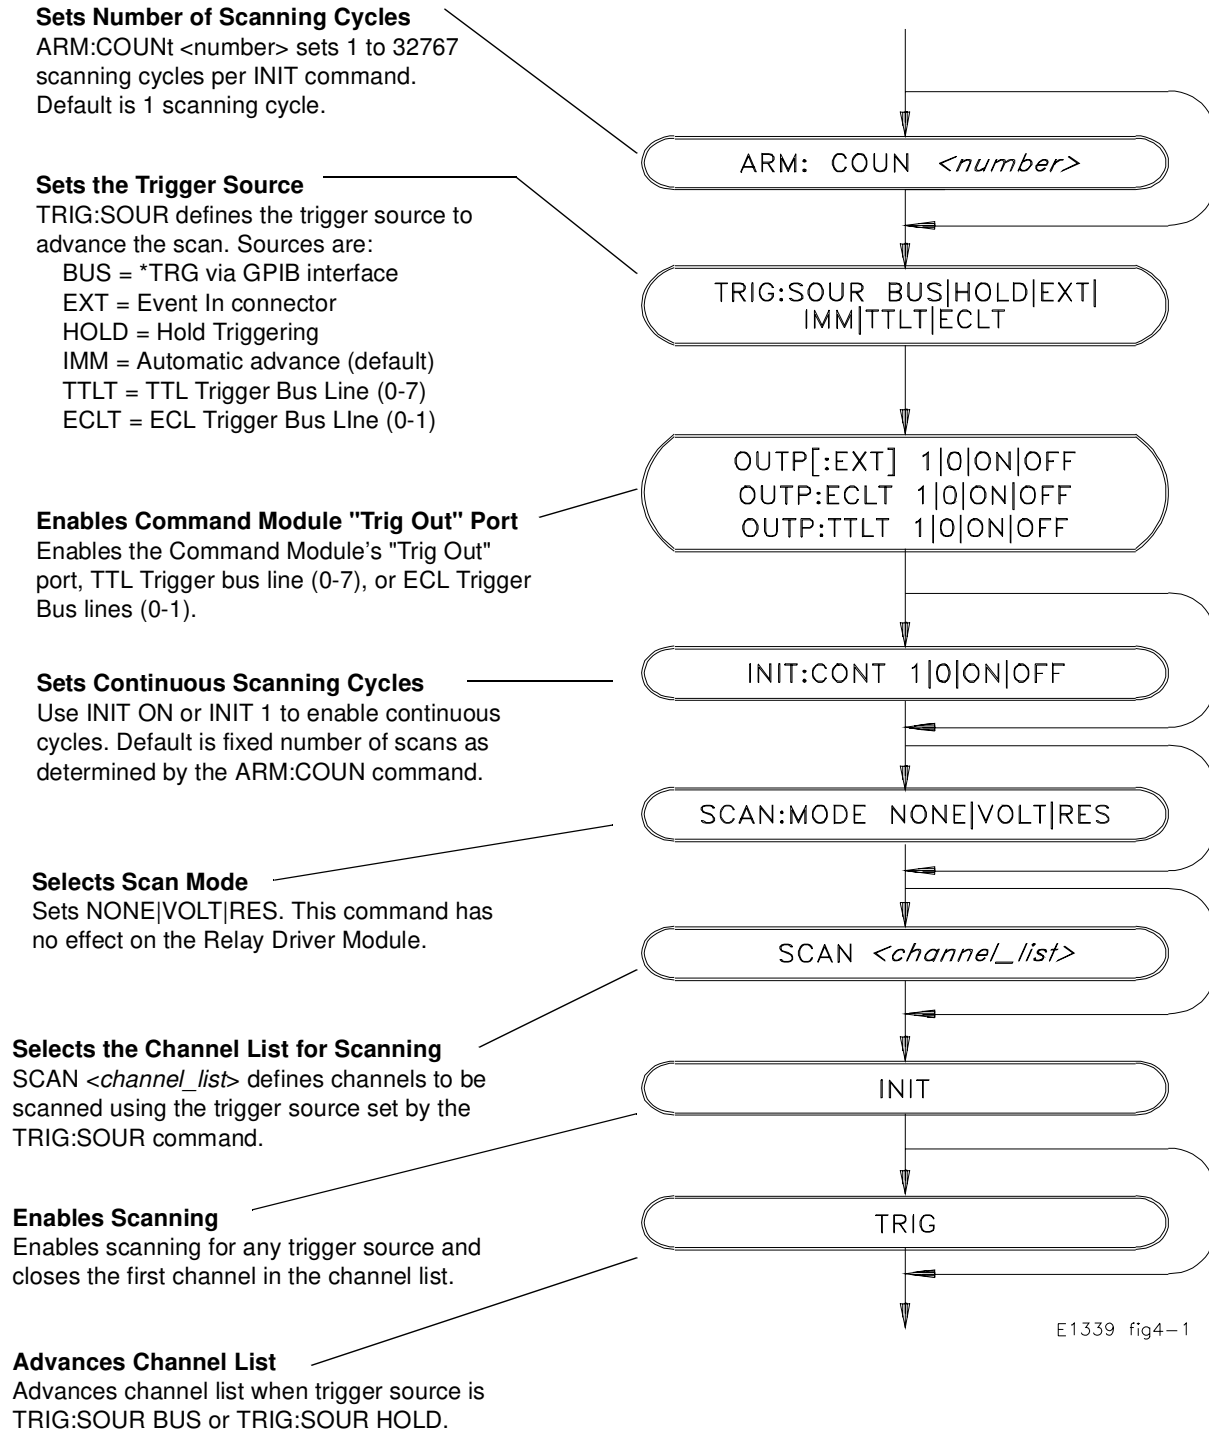 Sets Number of Scanning Cycles
ARM:COUNt <number> sets 1 to 32767
scanning cycles per INIT command.
Default is 1 scanning cycle.
ARM: COUN <number>
Sets the Trigger Source
TRIG:SOUR defines the trigger source to
advance the scan. Sources are:
BUS = *TRG via GPIB interface
EXT = Event In connector
HOLD = Hold Triggering
IMM = Automatic advance (default)
TTLT = TTL Trigger Bus Line (0-7)
ECLT = ECL Trigger Bus LIne (0-1)
TRIG:SOUR BUS|HOLD|EXT|
IMM|TTLT|ECLT
OUTP[:EXT] 1|0|ON|OFF
OUTP:ECLT 1|0|ON|OFF
OUTP:TTLT 1|0|ON|OFF
Enables Command Module "Trig Out" Port
Enables the Command Module's "Trig Out"
port, TTL Trigger bus line (0-7), or ECL Trigger
Bus lines (0-1).
INIT:CONT 1|0|ON|OFF
Sets Continuous Scanning Cycles
Use INIT ON or INIT 1 to enable continuous
cycles. Default is fixed number of scans as
determined by the ARM:COUN command.
SCAN:MODE NONE|VOLT|RES
Selects Scan Mode
Sets NONE|VOLT|RES. This command has
no effect on the Relay Driver Module.
SCAN <channel_list>
Selects the Channel List for Scanning
SCAN <channel_list> defines channels to be
scanned using the trigger source set by the
TRIG:SOUR command.
INIT
Enables Scanning
Enables scanning for any trigger source and
closes the first channel in the channel list.
TRIG
E1339 fig4-1
Advances Channel List
Advances channel list when trigger source is
TRIG:SOUR BUS or TRIG:SOUR HOLD.